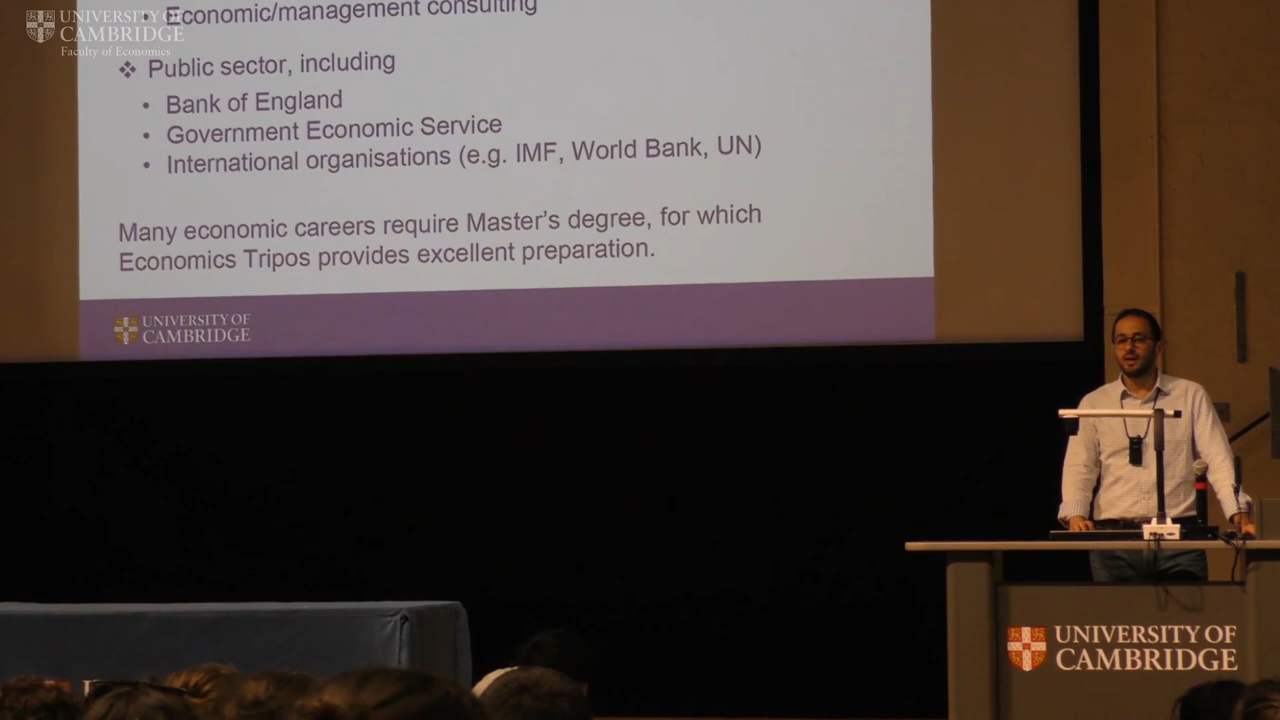 UNIVERSITY OF
CAMBRIDGE
Faculty of Economics
• Economic/management consulting
❖ Public sector, including
• Bank of England
• Government Economic Service
• International organisations (e.g. IMF, World Bank, UN)
Many economic careers require Master's degree, for which
Economics Tripos provides excellent preparation.
UNIVERSITY OF
CAMBRIDGE
UNIVERSITY OF
CAMBRIDGE